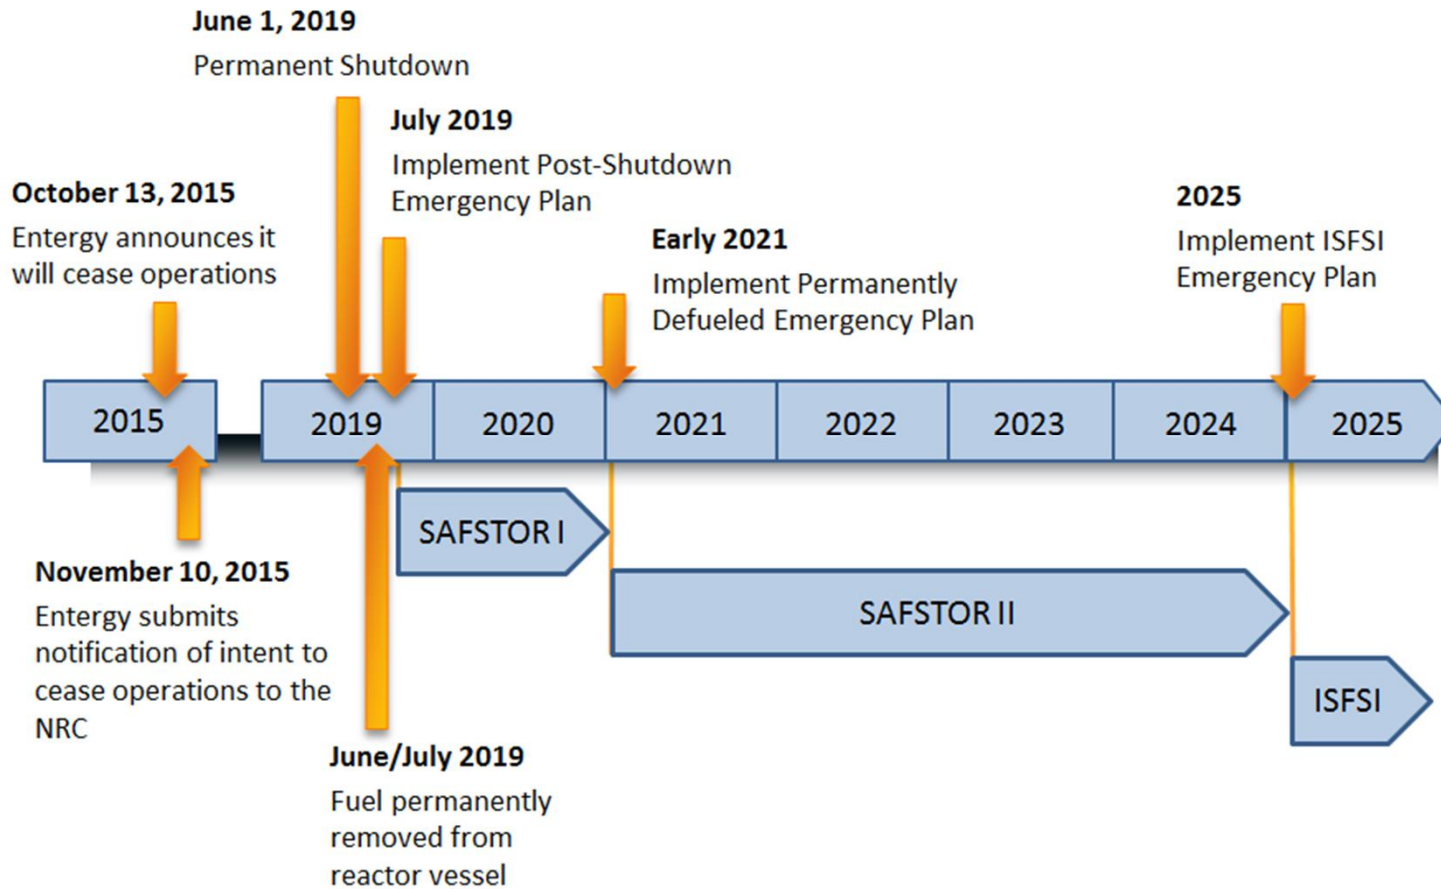 June 1, 2019
Permanent Shutdown
July 2019
Implement Post-Shutdown
Emergency Plan
October 13, 2015
Entergy announces it
will cease operations
Early 2021
Implement Permanently
Defueled Emergency Plan
2025
Implement ISFSI
Emergency Plan
2015
2019
2020
2021
2022
2023
2024
2025
SAFSTOR I
SAFSTOR II
ISFSI
November 10, 2015
Entergy submits
notification of intent to
cease operations to the
NRC
June/July 2019
Fuel permanently
removed from
reactor vessel